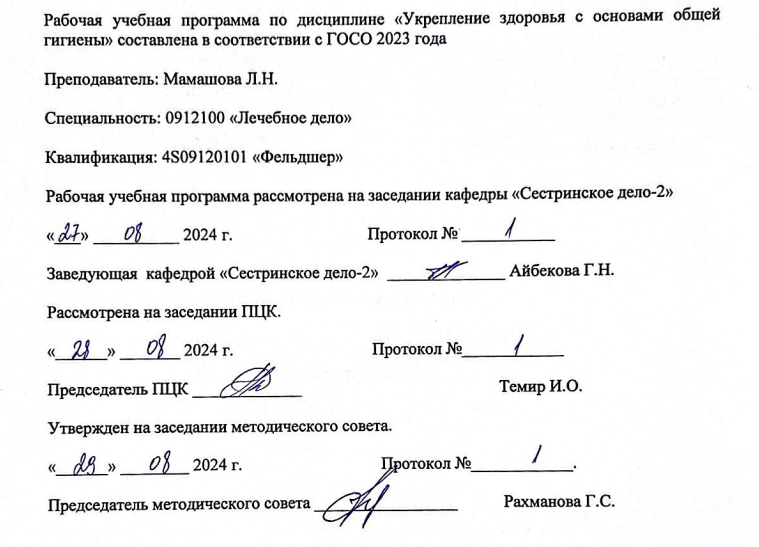 Рабочая учебная программа по дисциплине «Укрепление здоровья с основами общей
гигиены» составлена в соответствии с ГОСО 2023 года
Преподаватель: Мамашова Л.Н.
Специальность: 0912100 «Лечебное дело»
Квалификация: 4S09120101 «Фельдшер»
Рабочая учебная программа рассмотрена на заседании кафедры «Сестринское дело-2»
«27» 08 2024 г. Протокол № 1
Заведующая кафедрой «Сестринское дело-2» Айбекова Г.Н.
Рассмотрена на заседании ПЦК.
«28» 08 2024 г. Протокол № 1
Председатель ПЦК Темир И.О.
Утвержден на заседании методического совета.
«29» 08 2024 г. Протокол № 1.
Председатель методического совета Рахманова Г.С.